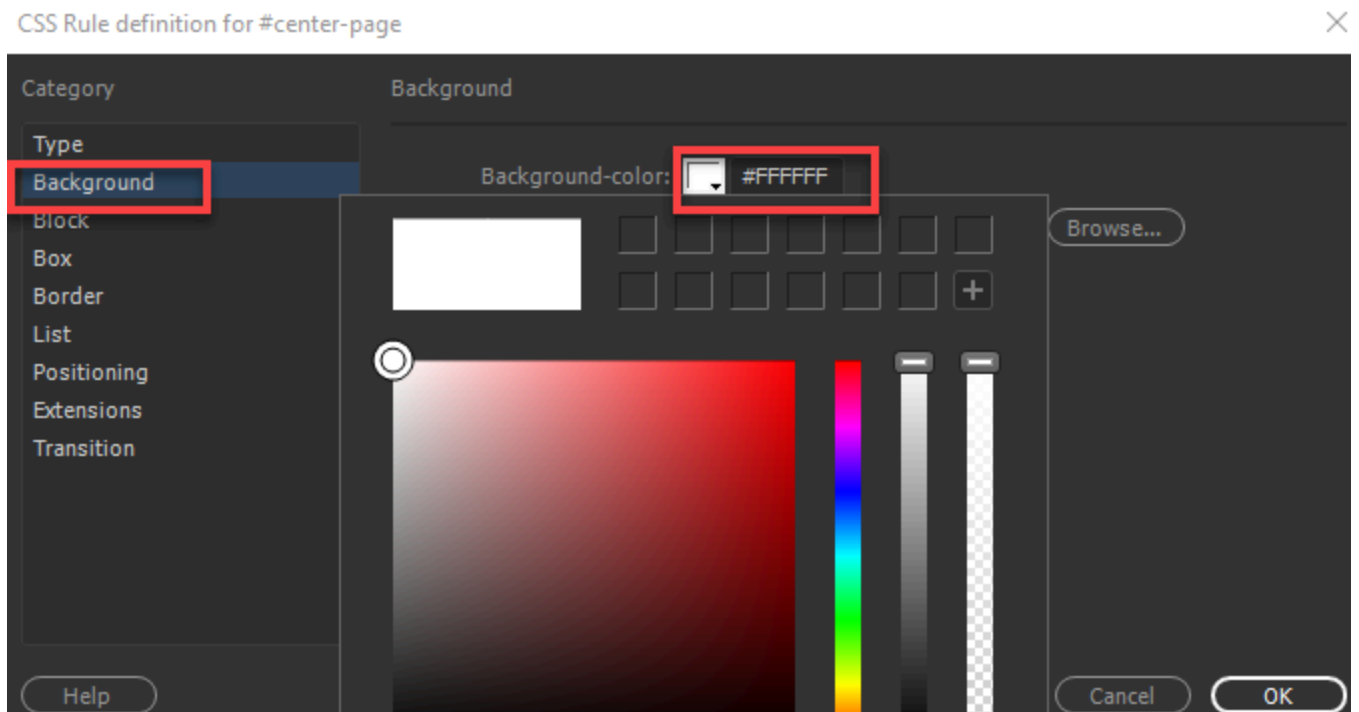 CSS Rule definition for #center-page
Category
Background
Type
Background
Block
Box
Border
List
Positioning
Extensions
Transition
Background-color: #FFFFFF
Browse...
Help
Cancel
OK